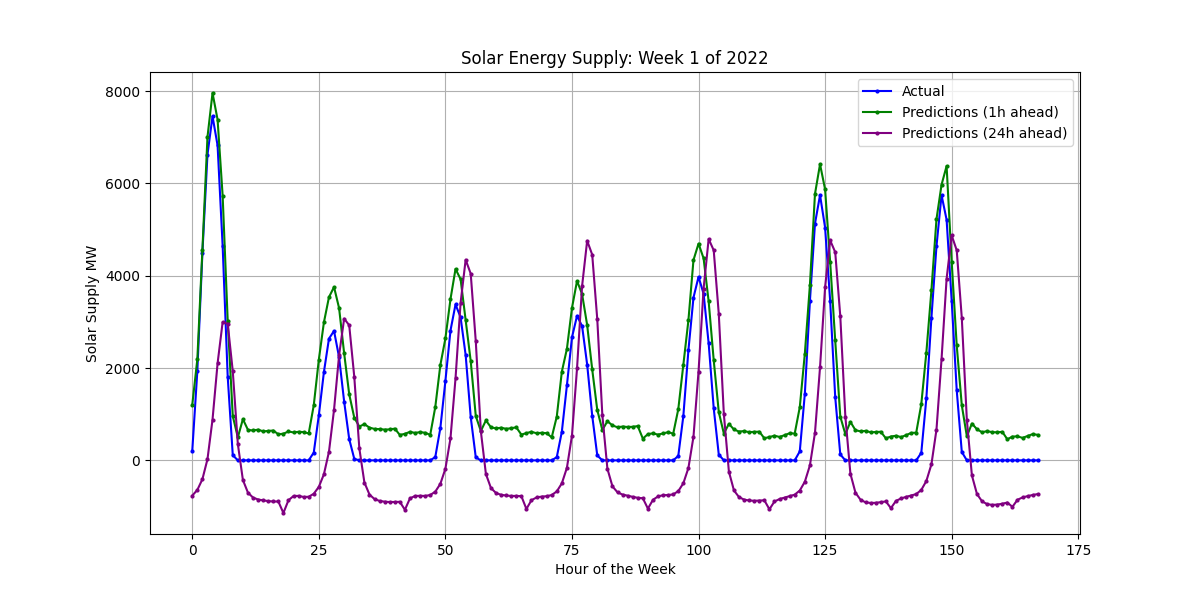 Solar Energy Supply: Week 1 of 2022
Actual
Predictions (1h ahead)
Predictions (24h ahead)
8000
6000
4000
2000
0
Solar Supply MW
0 25 50 75 100 125 150 175
Hour of the Week